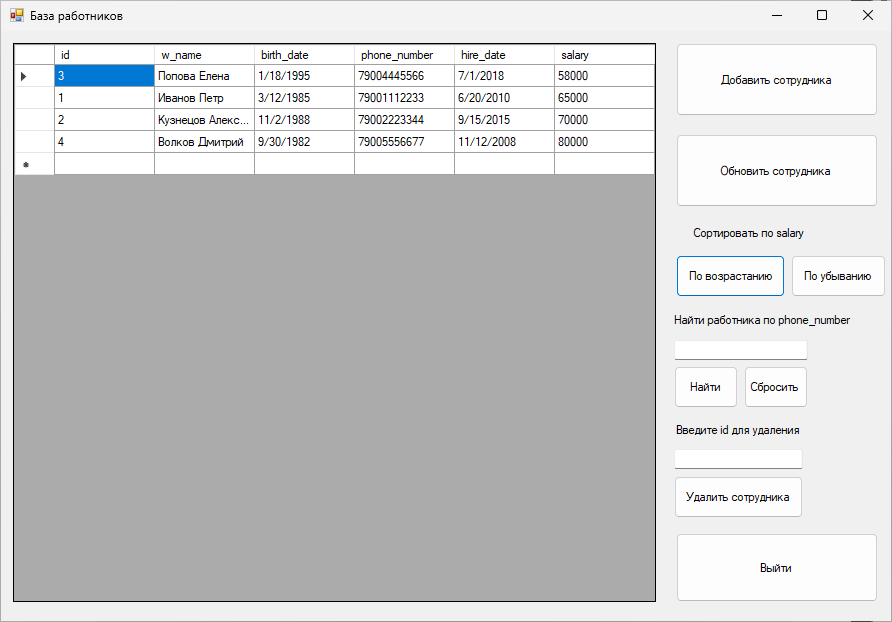 База работников
id w_name birth_date phone_number hire_date salary
3 Попова Елена 1/18/1995 79004445566 7/1/2018 58000
1 Иванов Петр 3/12/1985 79001112233 6/20/2010 65000
2 Кузнецов Алекс... 11/2/1988 79002223344 9/15/2015 70000
4 Волков Дмитрий 9/30/1982 79005556677 11/12/2008 80000
Добавить сотрудника
Обновить сотрудника
Сортировать по salary
По возрастанию По убыванию
Найти работника по phone_number
Найти Сбросить
Введите id для удаления
Удалить сотрудника
Выйти